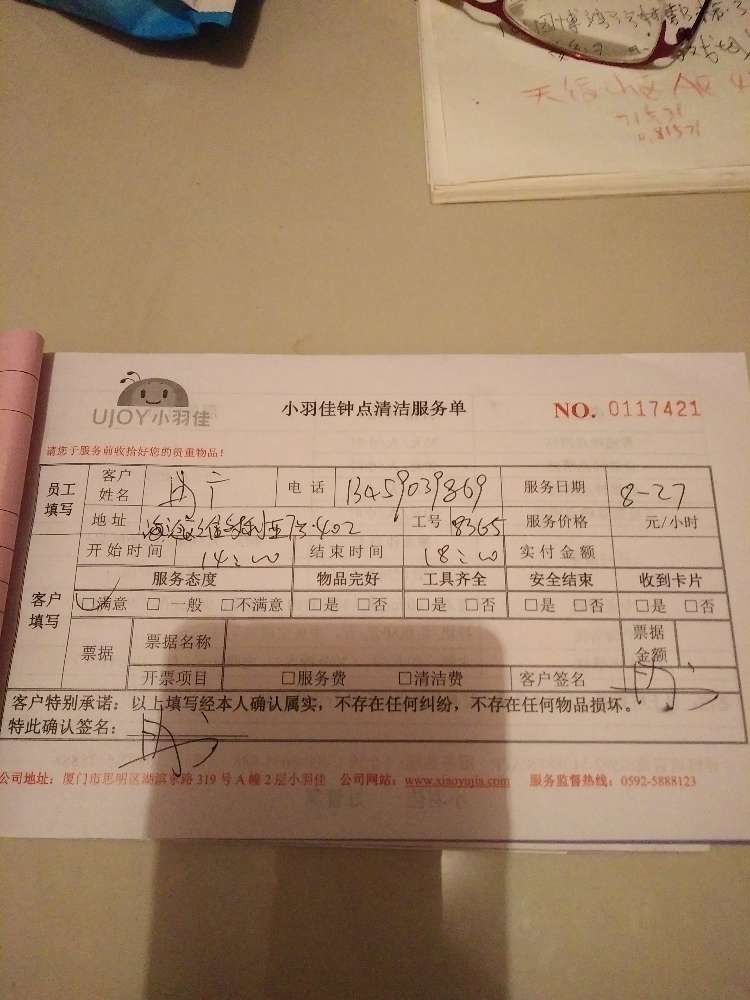 天信小区A区4
UJOY小羽佳
小羽佳钟点清洁服务单
NO. 0117421
请您于服务前收拾好您的贵重物品!
员工填写 客户姓名 电话 13459039869 服务日期 8-27
地址 402 工号 8365 服务价格 元/小时
客户填写 开始时间 14:00 结束时间 18:00 实付金额
服务态度 物品完好 工具齐全 安全结束 收到卡片
□满意 □一般 □不满意 □是 □否 □是 □否 □是 □否 □是 □否
票据 票据名称 票据金额
开票项目 □服务费 □清洁费 客户签名
客户特别承诺:以上填写经本人确认属实,不存在任何纠纷,不存在任何物品损坏。
特此确认签名:
公司地址:厦门市思明区湖滨东路319号A幢2层小羽佳 公司网站:www.xiaoyujia.com 服务监督热线:0592-5888123